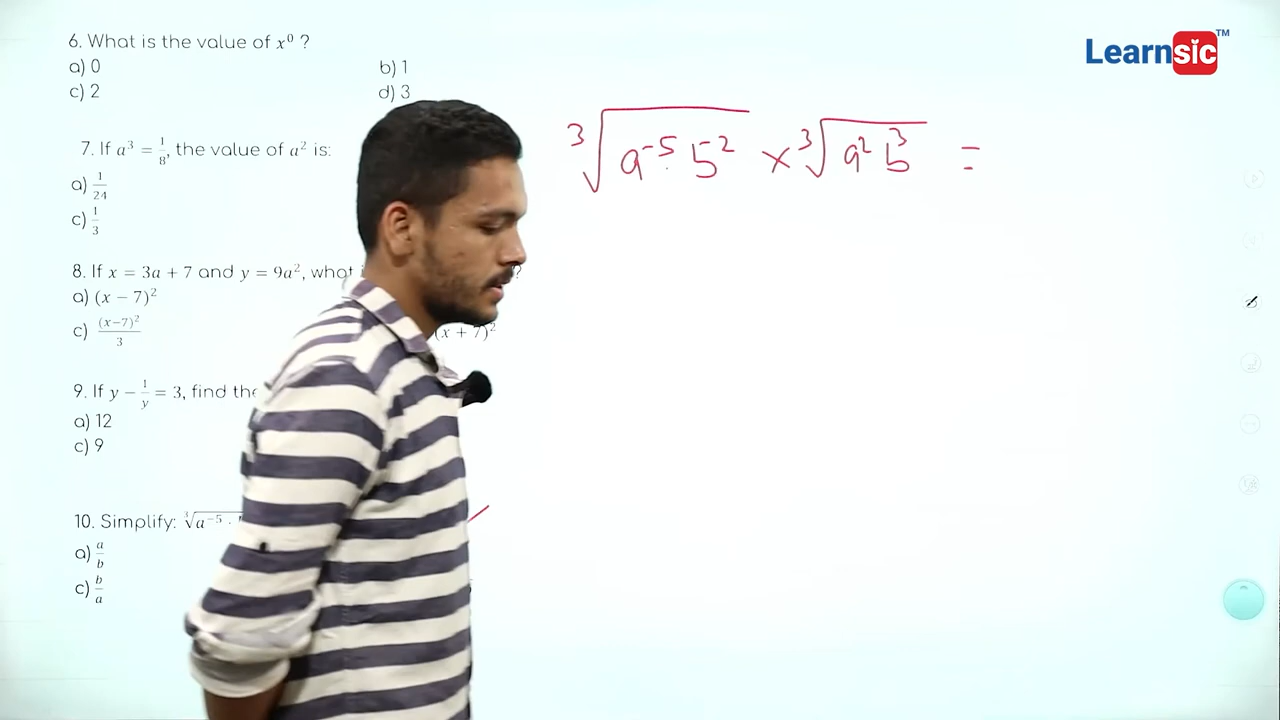 6. What is the value of x⁰ ?
a) 0 b) 1
c) 2 d) 3
7. If a³ = 1/8, the value of a² is:
a) 1/24
c) 1/3
8. If x = 3a + 7 and y = 9a², what ?
a) (x − 7)²
c) (x−7)²/3 (x + 7)²
9. If y − 1/y = 3, find the
a) 12
c) 9
10. Simplify: ∛a⁻⁵ ·
a) a/b
c) b/a
Learnsic™
∛a⁻⁵ b² × ∛a² b³ =